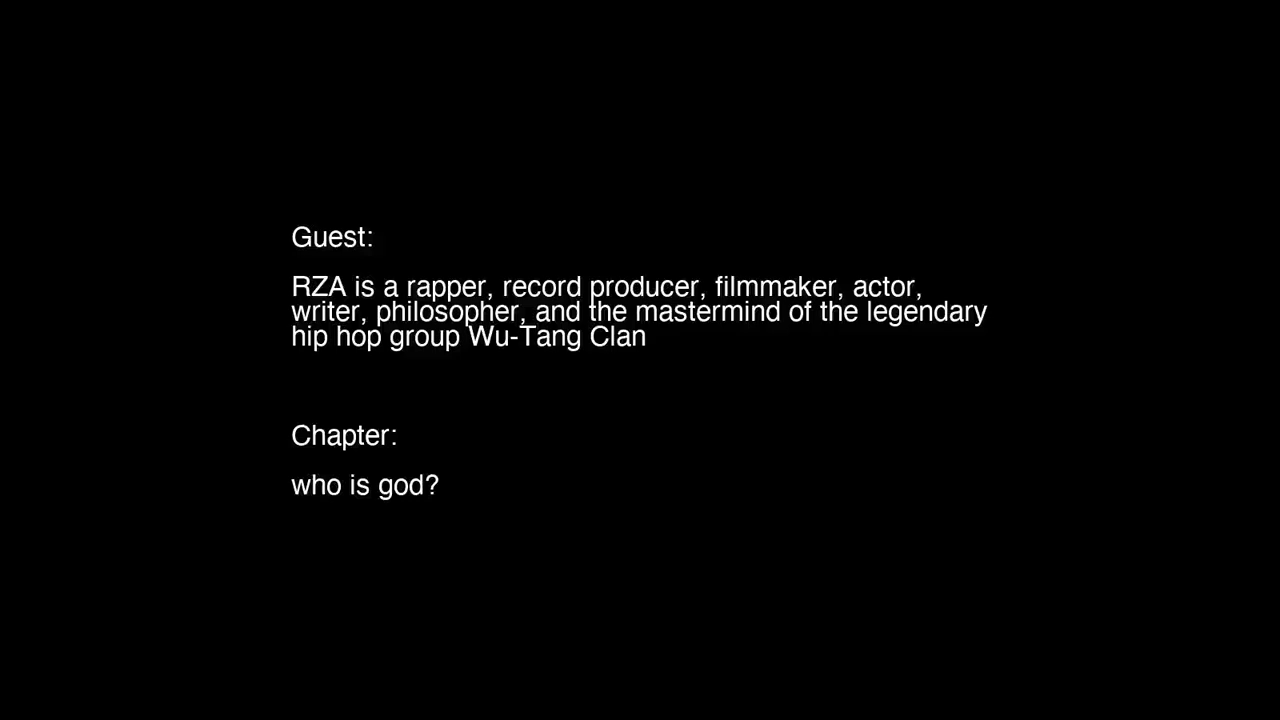 Guest:
RZA is a rapper, record producer, filmmaker, actor,
writer, philosopher, and the mastermind of the legendary
hip hop group Wu-Tang Clan
Chapter:
who is god?